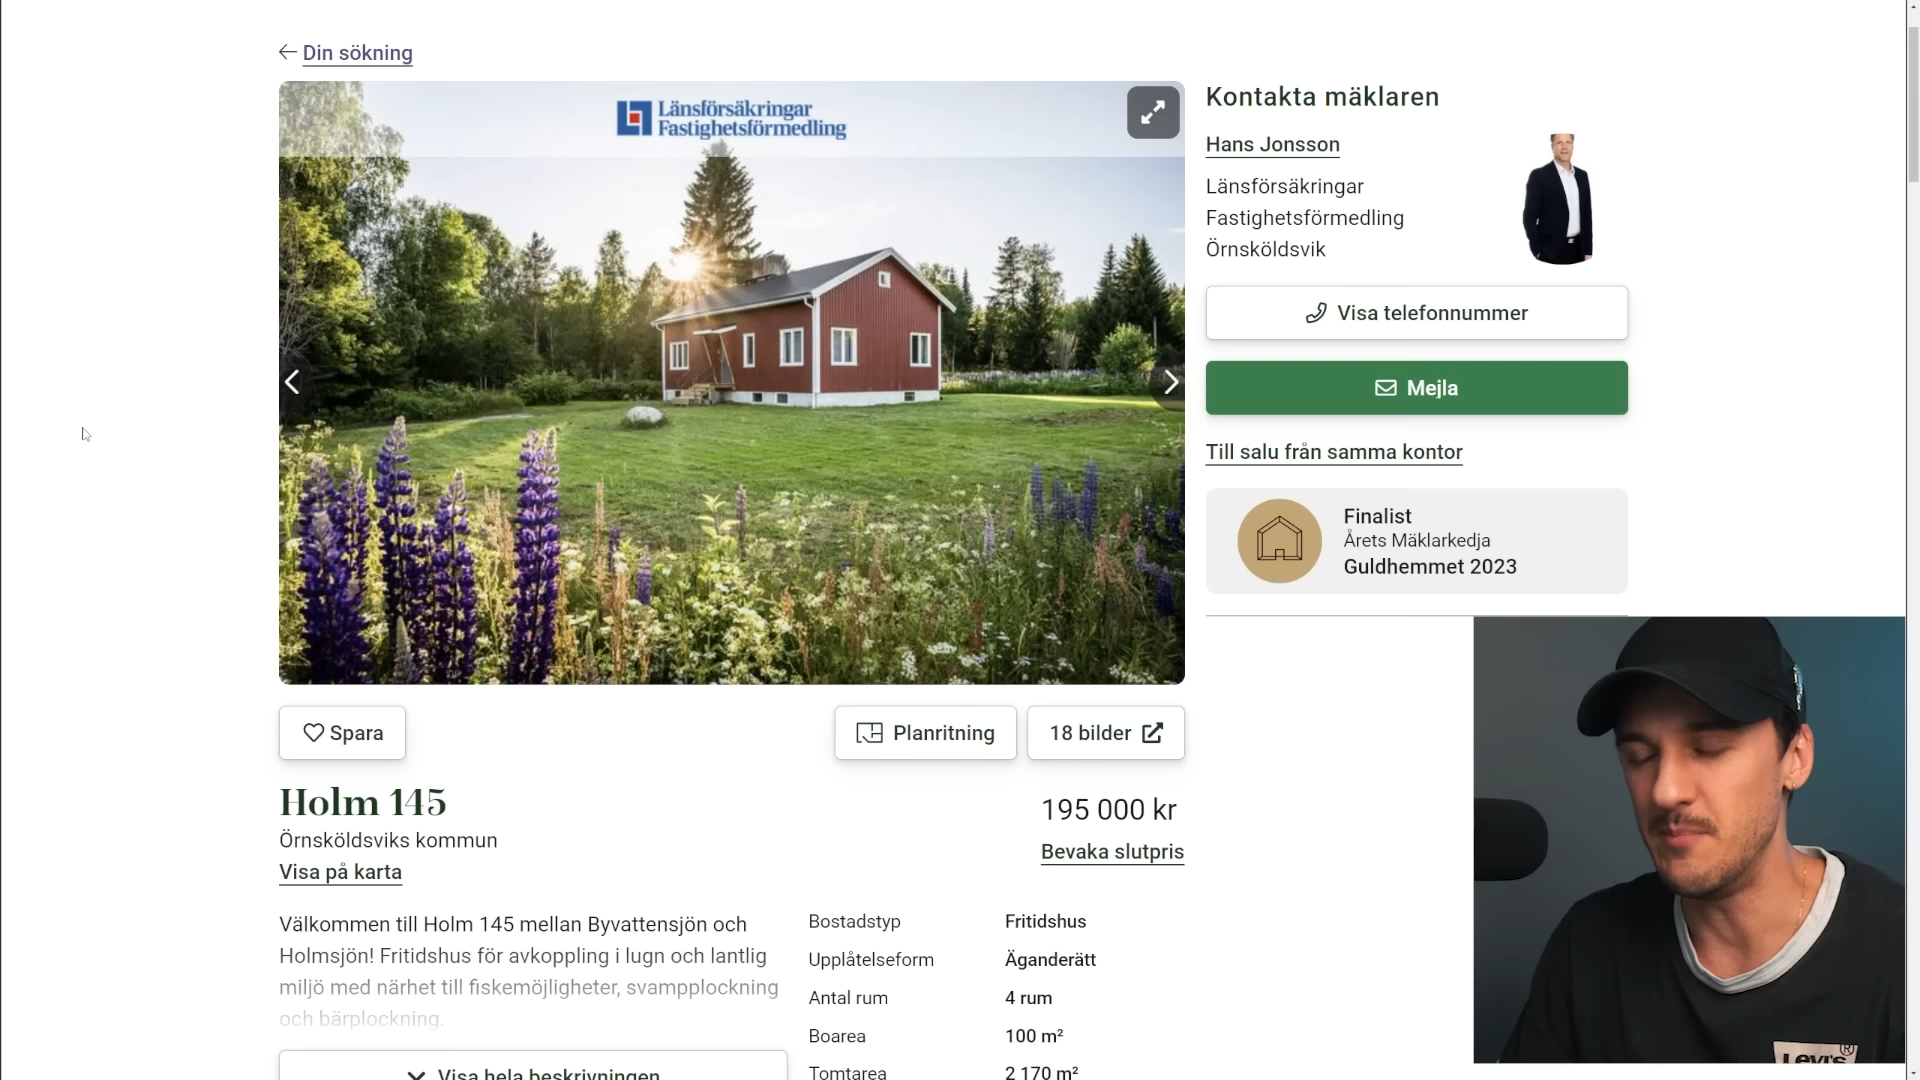 Din sökning
Länsförsäkringar
Fastighetsförmedling
Kontakta mäklaren
Hans Jonsson
Länsförsäkringar
Fastighetsförmedling
Örnsköldsvik
Visa telefonnummer
Mejla
Till salu från samma kontor
Finalist
Årets Mäklarkedja
Guldhemmet 2023
Spara
Planritning
18 bilder
Holm 145
195 000 kr
Örnsköldsviks kommun
Bevaka slutpris
Visa på karta
Välkommen till Holm 145 mellan Byvattensjön och
Holmsjön! Fritidshus för avkoppling i lugn och lantlig
miljö med närhet till fiskemöjligheter, svampplockning
och bärplockning.
Visa hela beskrivningen
Bostadstyp Fritidshus
Upplåtelseform Äganderätt
Antal rum 4 rum
Boarea 100 m²
Tomtarea 2 170 m²
Levi's ®